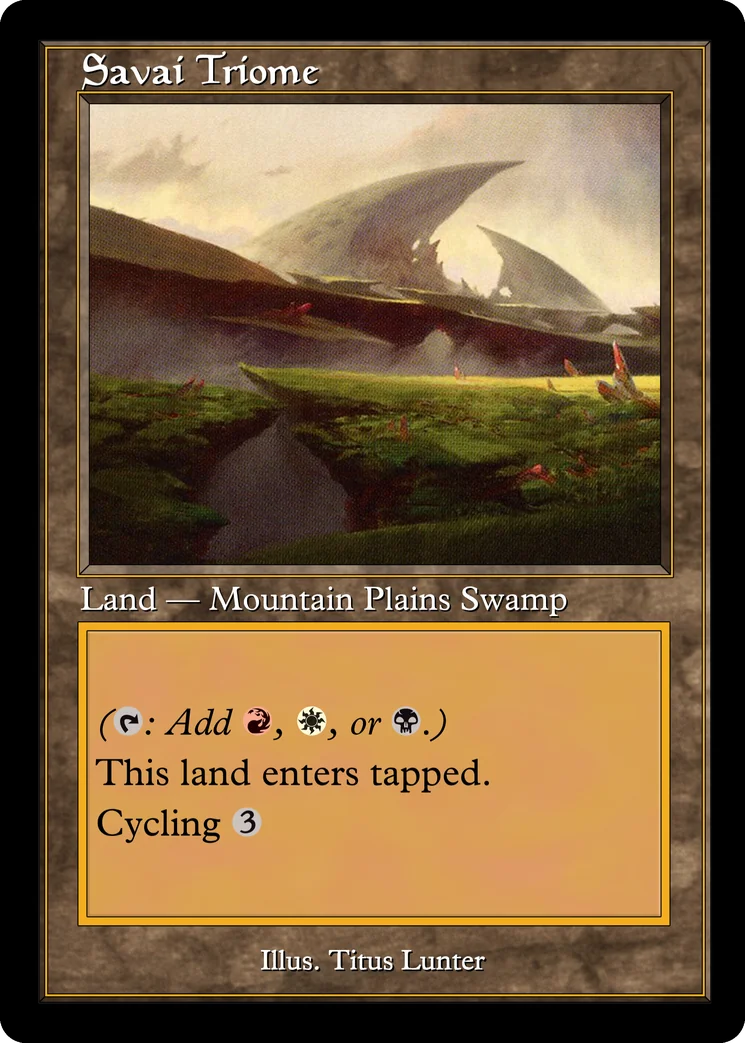 Savai Triome
Land — Mountain Plains Swamp
(: Add , , or .)
This land enters tapped.
Cycling 3
Illus. Titus Lunter